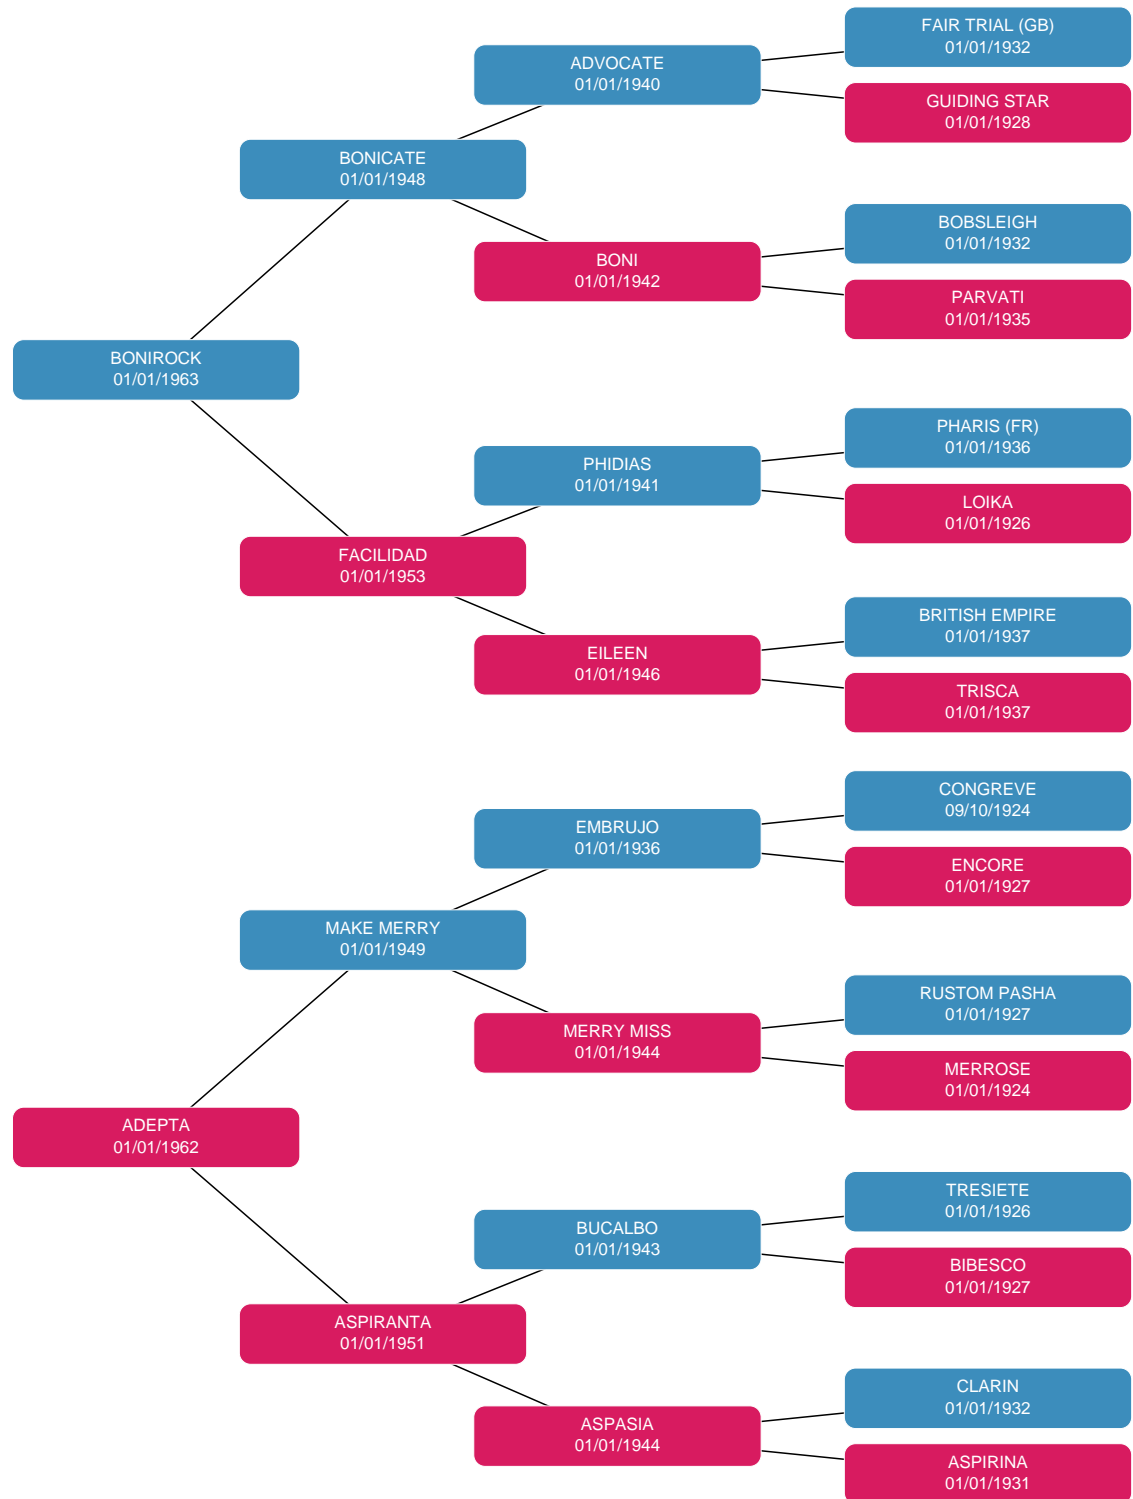 FAIR TRIAL (GB)
01/01/1932
ADVOCATE
01/01/1940
GUIDING STAR
01/01/1928
BONICATE
01/01/1948
BOBSLEIGH
01/01/1932
BONI
01/01/1942
PARVATI
01/01/1935
BONIROCK
01/01/1963
PHARIS (FR)
01/01/1936
PHIDIAS
01/01/1941
LOIKA
01/01/1926
FACILIDAD
01/01/1953
BRITISH EMPIRE
01/01/1937
EILEEN
01/01/1946
TRISCA
01/01/1937
CONGREVE
09/10/1924
EMBRUJO
01/01/1936
ENCORE
01/01/1927
MAKE MERRY
01/01/1949
RUSTOM PASHA
01/01/1927
MERRY MISS
01/01/1944
MERROSE
01/01/1924
ADEPTA
01/01/1962
TRESIETE
01/01/1926
BUCALBO
01/01/1943
BIBESCO
01/01/1927
ASPIRANTA
01/01/1951
CLARIN
01/01/1932
ASPASIA
01/01/1944
ASPIRINA
01/01/1931